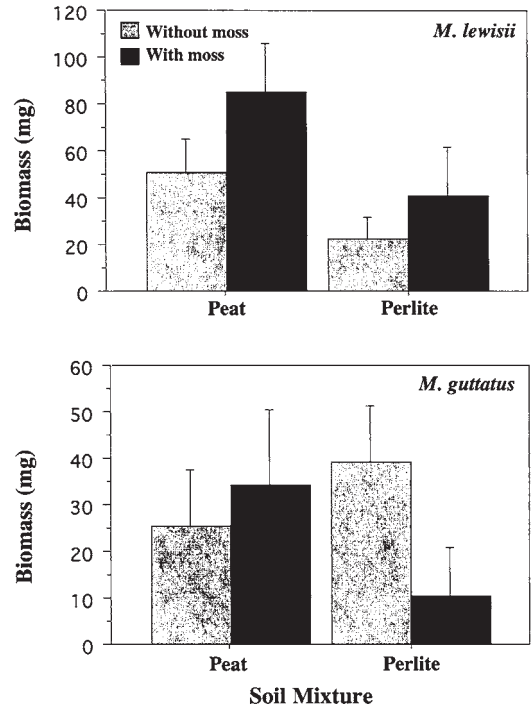 120
100
80
60
40
20
0
Biomass (mg)
Without moss
With moss
M. lewisii
Peat Perlite
60
50
40
30
20
10
0
Biomass (mg)
M. guttatus
Peat Perlite
Soil Mixture